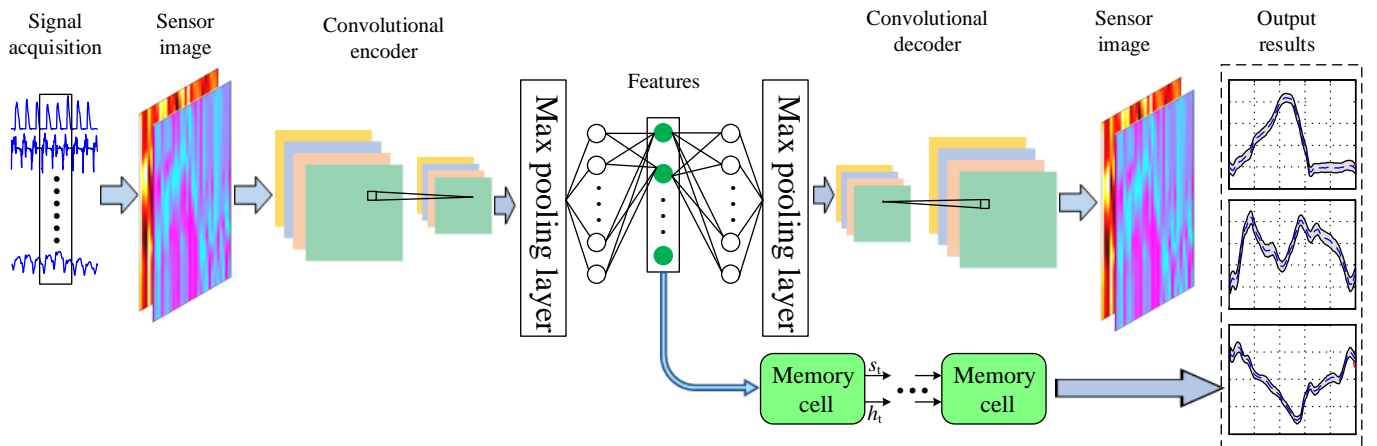 Signal
acquisition
Sensor
image
Convolutional
encoder
Max pooling layer
Features
Max pooling layer
Convolutional
decoder
Sensor
image
Output
results
Memory
cell
s_t
h_t
Memory
cell